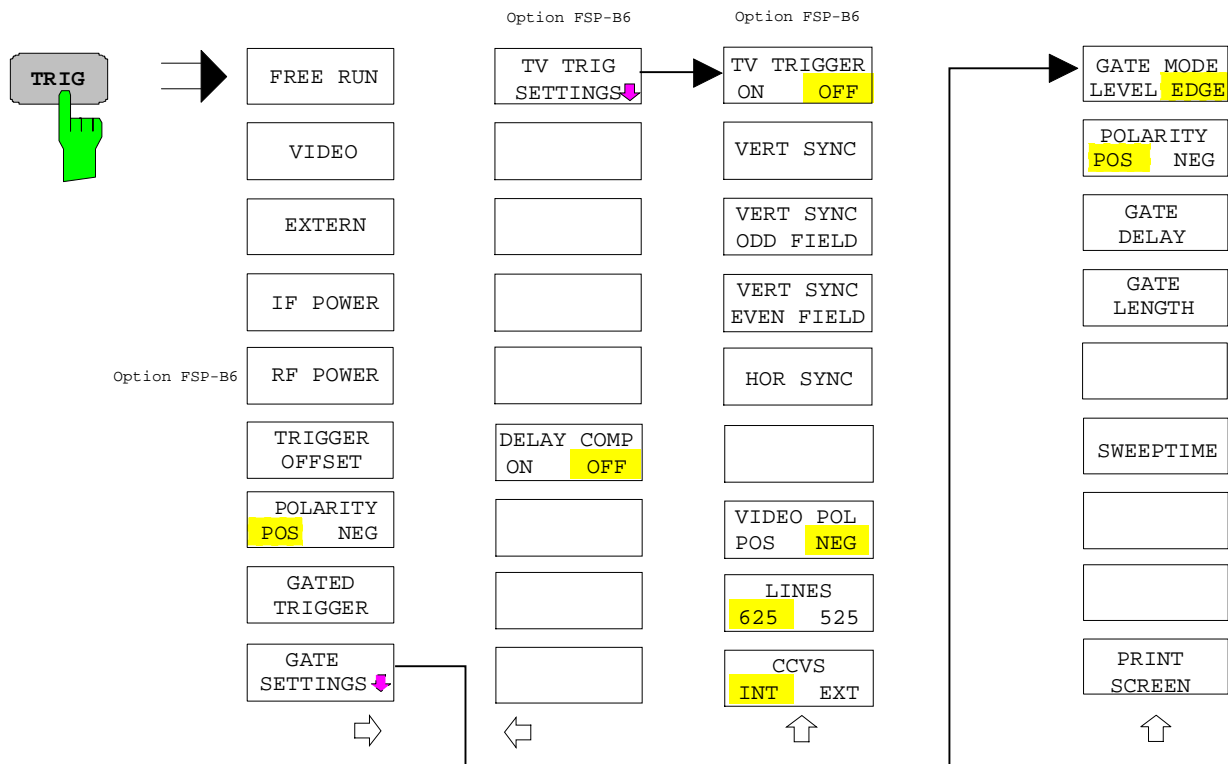 Option FSP-B6
Option FSP-B6
TRIG
FREE RUN
VIDEO
EXTERN
IF POWER
Option FSP-B6
RF POWER
TRIGGER
OFFSET
POLARITY
POS NEG
GATED
TRIGGER
GATE
SETTINGS
TV TRIG
SETTINGS
DELAY COMP
ON OFF
TV TRIGGER
ON OFF
VERT SYNC
VERT SYNC
ODD FIELD
VERT SYNC
EVEN FIELD
HOR SYNC
VIDEO POL
POS NEG
LINES
625 525
CCVS
INT EXT
GATE MODE
LEVEL EDGE
POLARITY
POS NEG
GATE
DELAY
GATE
LENGTH
SWEEPTIME
PRINT
SCREEN